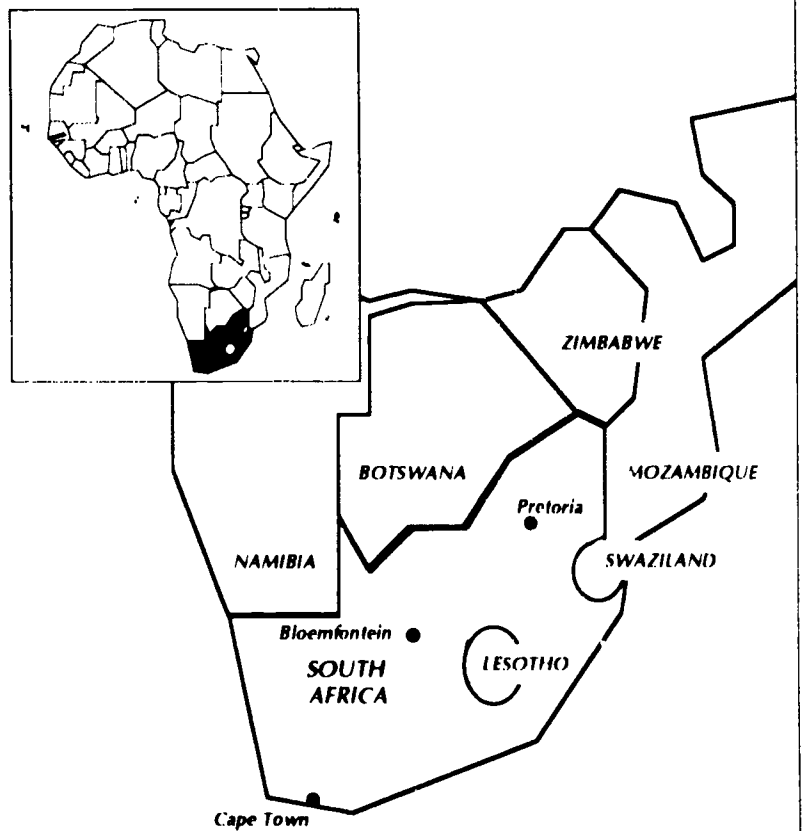 ZIMBABWE
BOTSWANA
MOZAMBIQUE
Pretoria
NAMIBIA
SWAZILAND
Bloemfontein
LESOTHO
SOUTH
AFRICA
Cape Town